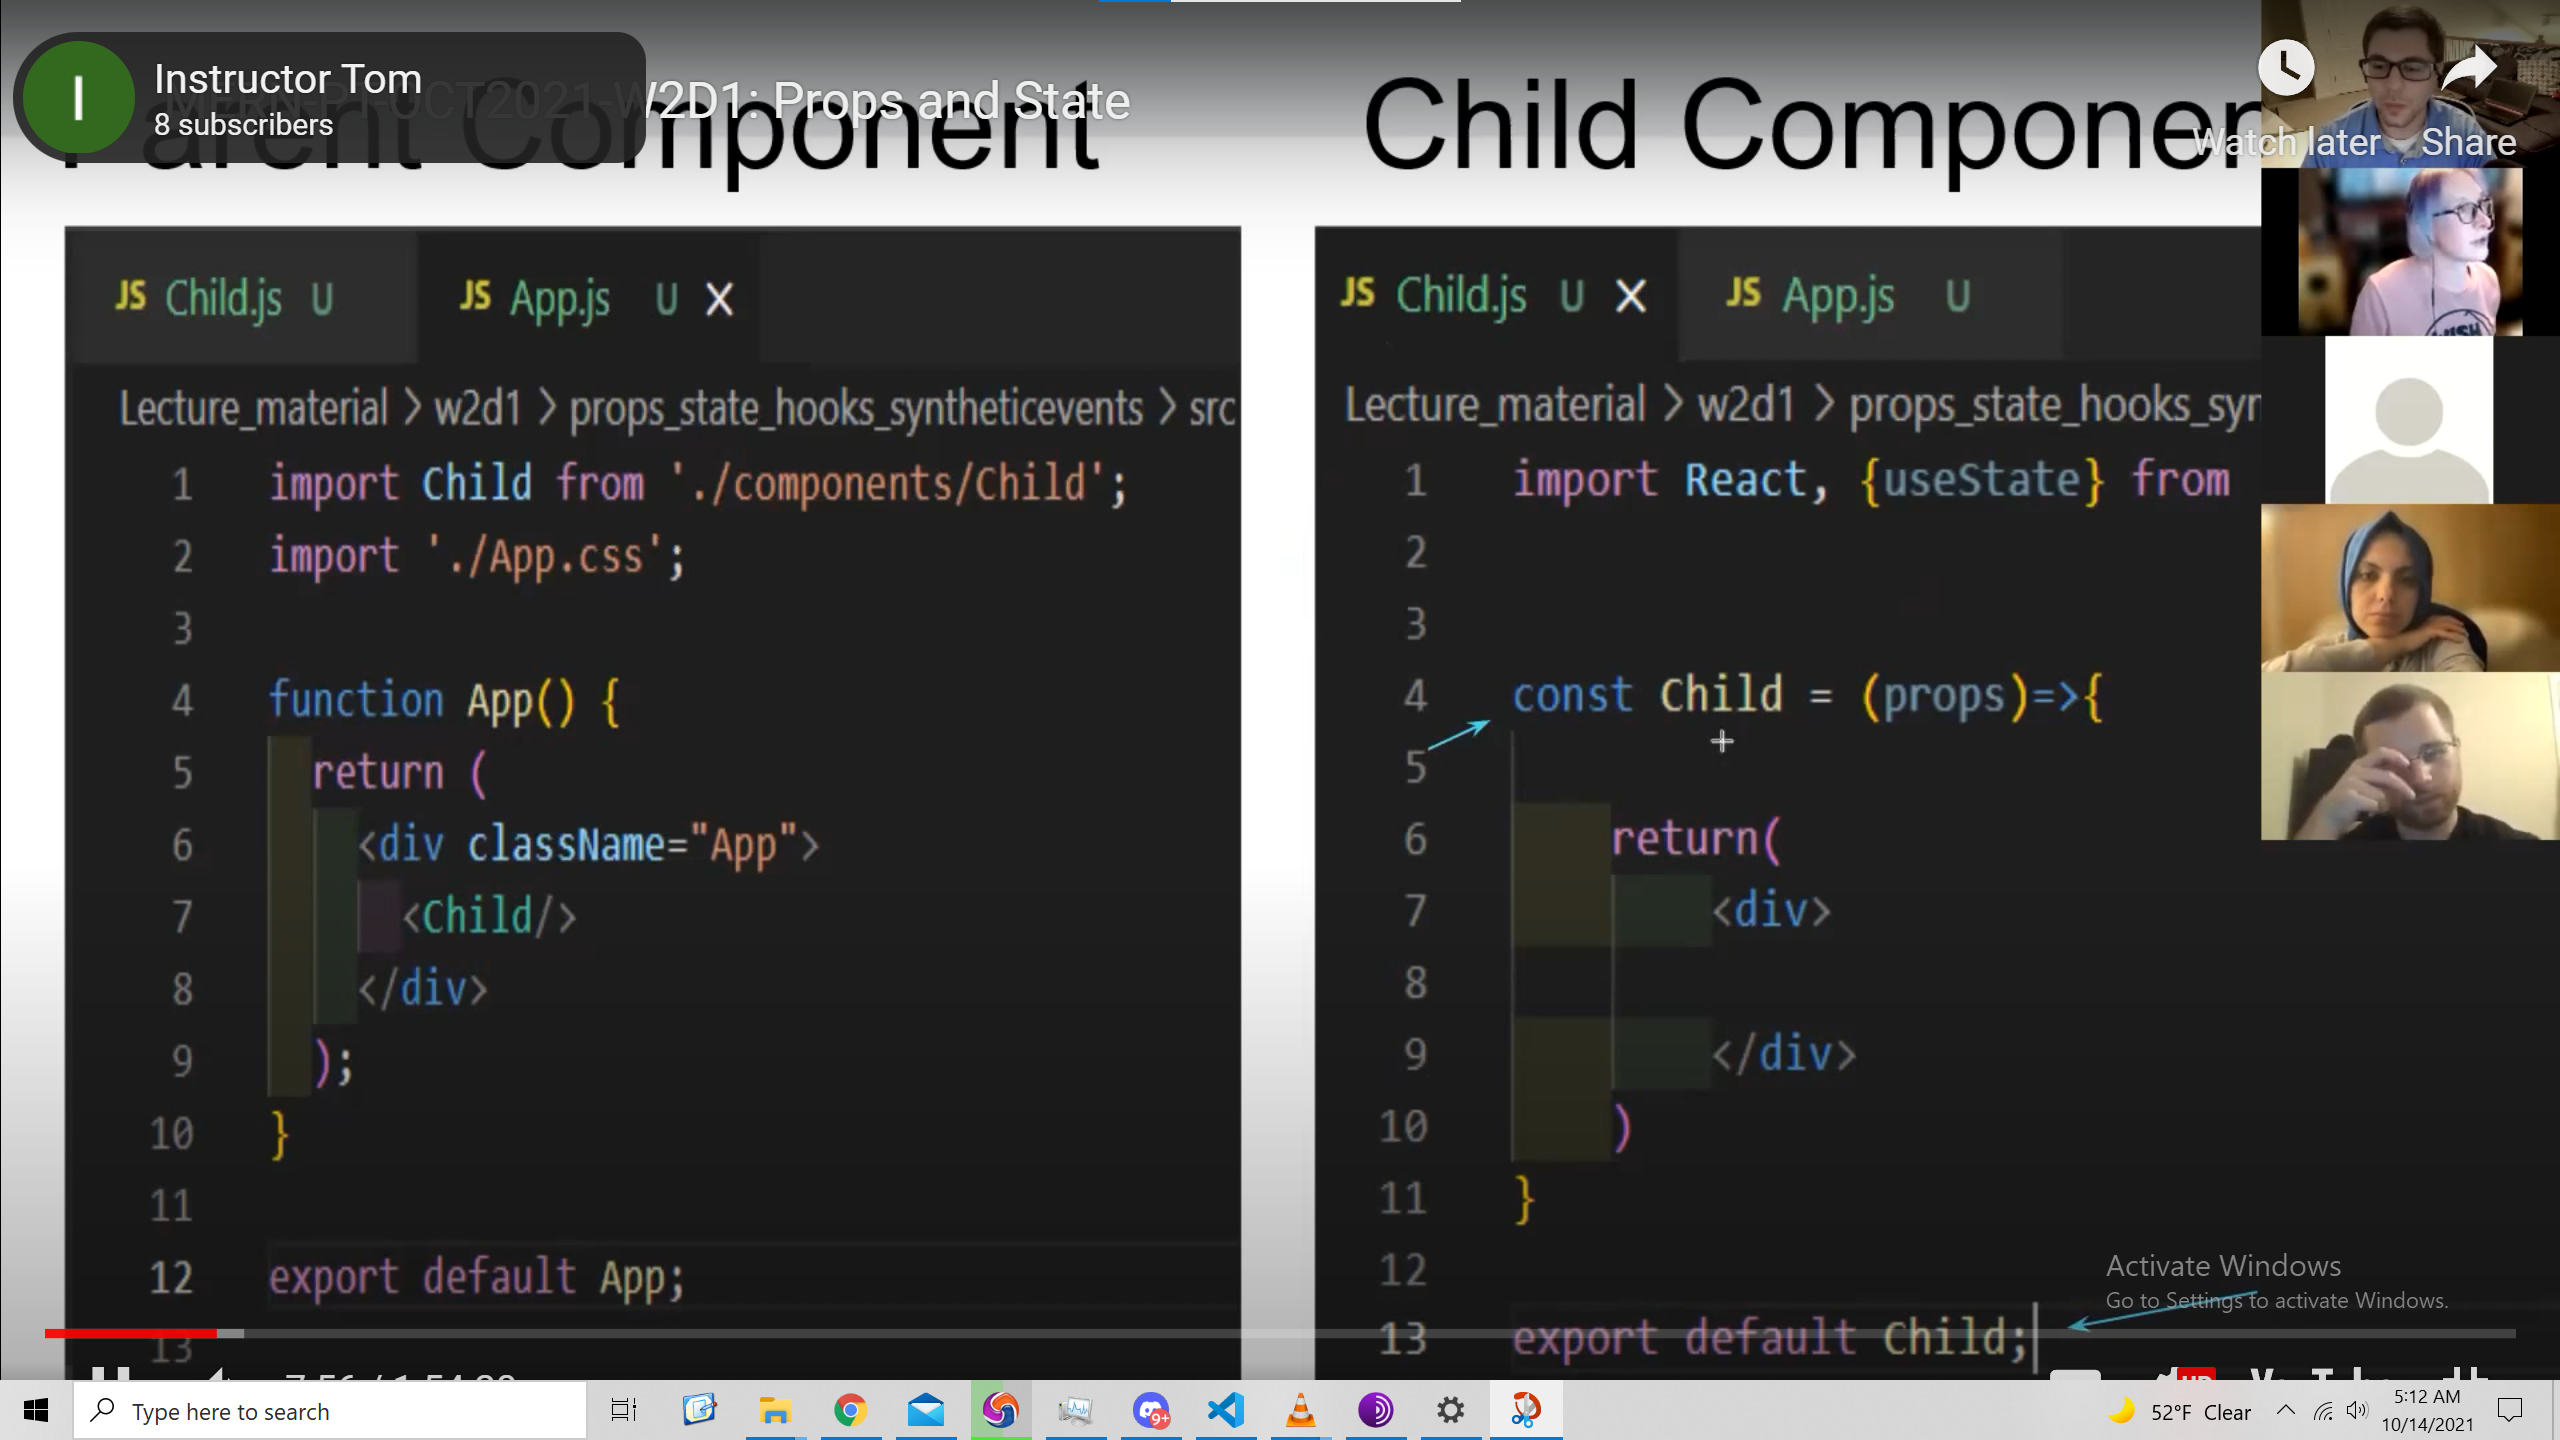 Instructor Tom
8 subscribers
W2D1: Props and State
Watch later
Share
Parent Component
Child Componen
JS Child.js U
JS App.js U X
Lecture_material > w2d1 > props_state_hooks_syntheticevents > src
1 import Child from './components/Child';
2 import './App.css';
3
4 function App() {
5 return (
6 <div className="App">
7 <Child/>
8 </div>
9 );
10 }
11
12 export default App;
13
JS Child.js U X
JS App.js U
Lecture_material > w2d1 > props_state_hooks_syn
1 import React, {useState} from
2
3
4 const Child = (props)=>{
5
6 return(
7 <div>
8
9 </div>
10 )
11 }
12
13 export default Child;
WISH
Activate Windows
Go to Settings to activate Windows.
Type here to search
9+
52°F Clear
5:12 AM
10/14/2021